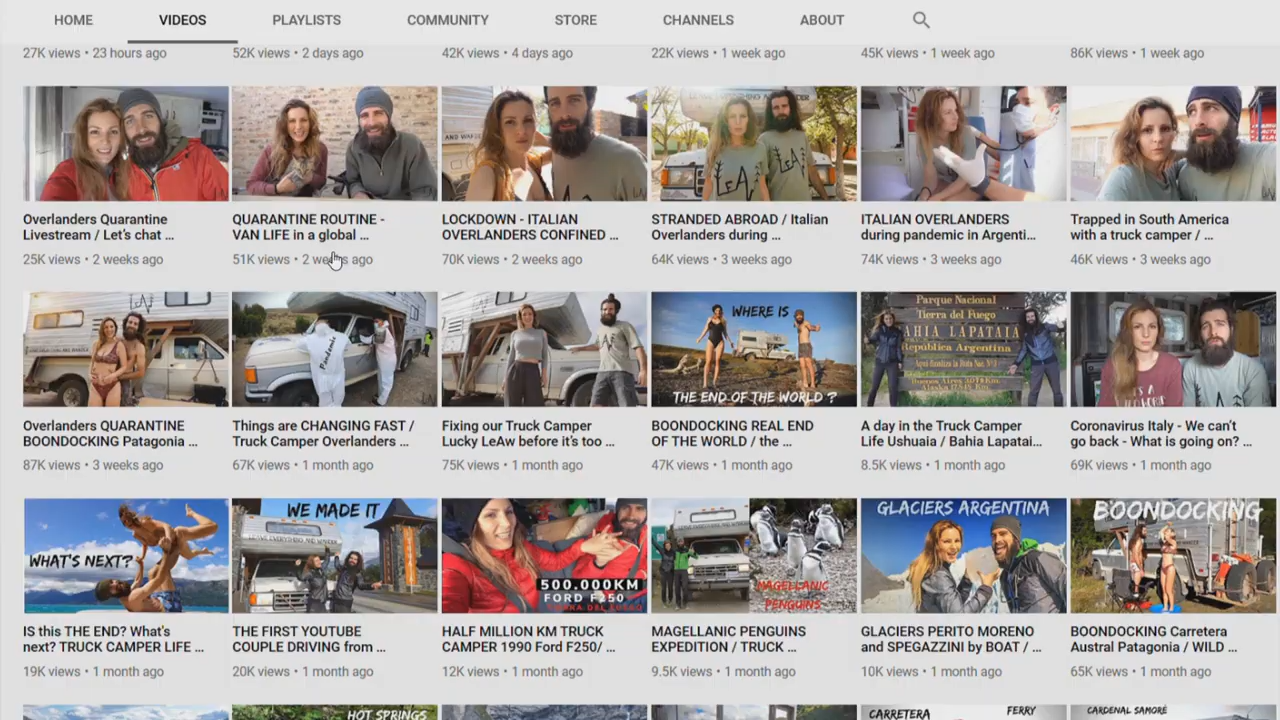 HOME VIDEOS PLAYLISTS COMMUNITY STORE CHANNELS ABOUT
27K views • 23 hours ago
52K views • 2 days ago
42K views • 4 days ago
22K views • 1 week ago
45K views • 1 week ago
86K views • 1 week ago
Overlanders Quarantine
Livestream / Let's chat ...
25K views • 2 weeks ago
QUARANTINE ROUTINE -
VAN LIFE in a global ...
51K views • 2 weeks ago
LOCKDOWN - ITALIAN
OVERLANDERS CONFINED ...
70K views • 2 weeks ago
LEA
STRANDED ABROAD / Italian
Overlanders during ...
64K views • 3 weeks ago
ITALIAN OVERLANDERS
during pandemic in Argenti...
74K views • 3 weeks ago
Trapped in South America
with a truck camper / ...
46K views • 3 weeks ago
Overlanders QUARANTINE
BOONDOCKING Patagonia ...
87K views • 3 weeks ago
Pandemic
Things are CHANGING FAST /
Truck Camper Overlanders ...
67K views • 1 month ago
Fixing our Truck Camper
Lucky LeAw before it's too ...
75K views • 1 month ago
WHERE IS
THE END OF THE WORLD ?
BOONDOCKING REAL END
OF THE WORLD / the ...
47K views • 1 month ago
Parque Nacional
Tierra del Fuego
BAHIA LAPATAIA
República Argentina
A day in the Truck Camper
Life Ushuaia / Bahia Lapatai...
8.5K views • 1 month ago
Coronavirus Italy - We can't
go back - What is going on? ...
69K views • 1 month ago
WHAT'S NEXT?
IS this THE END? What's
next? TRUCK CAMPER LIFE ...
19K views • 1 month ago
WE MADE IT
LEAVE EVERYTHING AND WANDER
THE FIRST YOUTUBE
COUPLE DRIVING from ...
20K views • 1 month ago
500.000KM
FORD F250
HALF MILLION KM TRUCK
CAMPER 1990 Ford F250/ ...
12K views • 1 month ago
MAGELLANIC
PENGUINS
MAGELLANIC PENGUINS
EXPEDITION / TRUCK ...
9.5K views • 1 month ago
GLACIERS ARGENTINA
GLACIERS PERITO MORENO
and SPEGAZZINI by BOAT / ...
10K views • 1 month ago
BOONDOCKING
BOONDOCKING Carretera
Austral Patagonia / WILD ...
65K views • 1 month ago
HOT SPRINGS
CARRETERA
FERRY
CARDENAL SAMORÉ